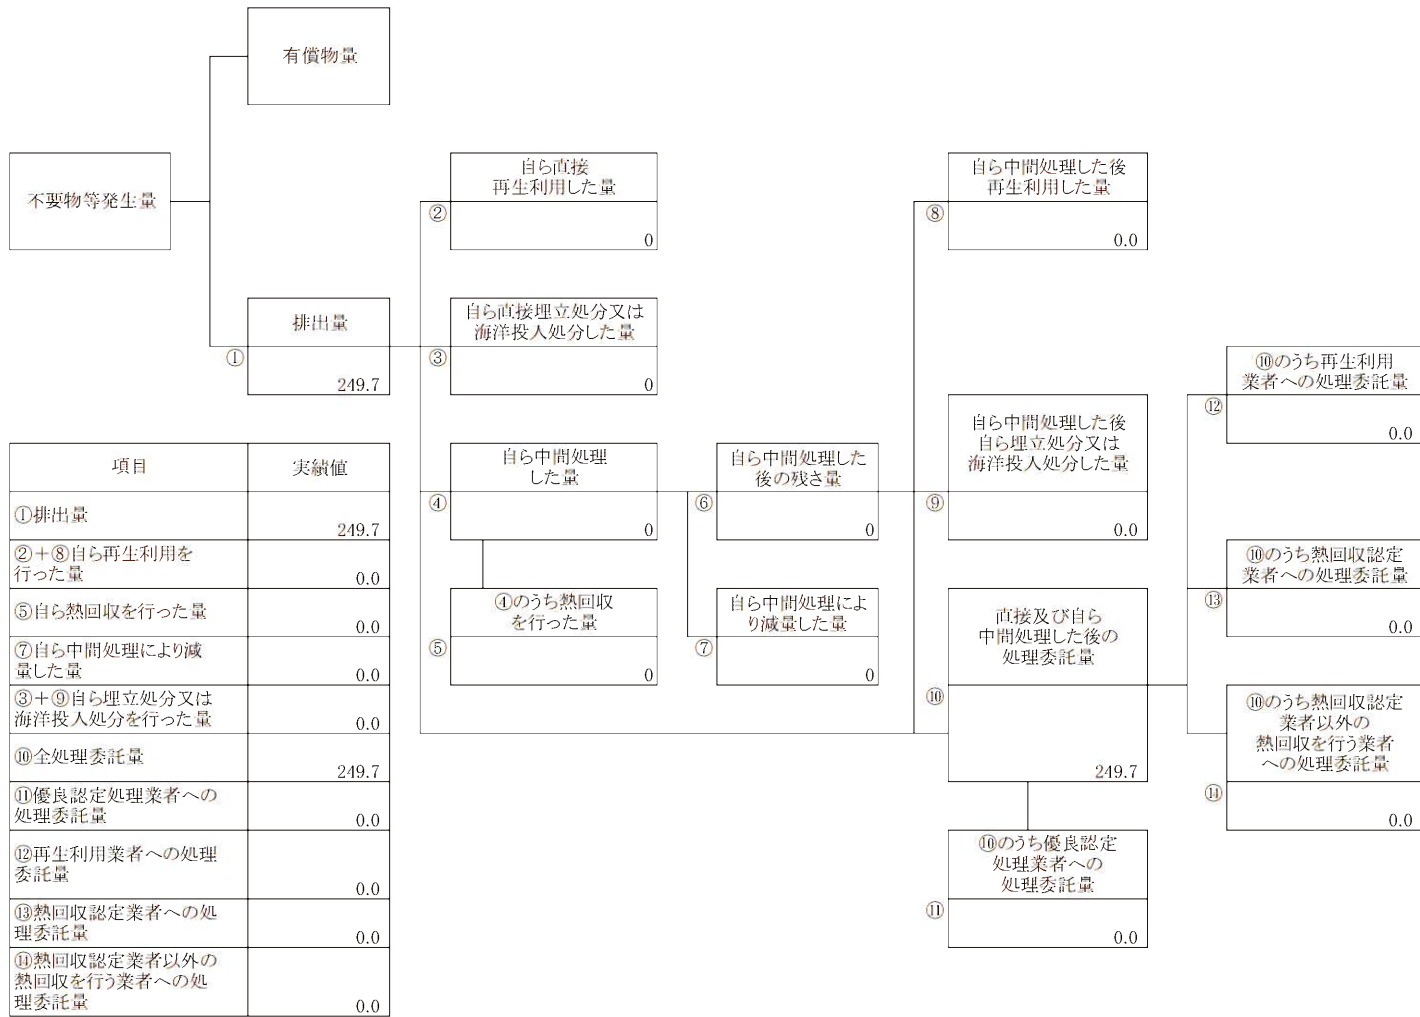 有償物量
不要物等発生量
排出量
①
249.7
自ら直接
再生利用した量
②
0
自ら直接埋立処分又は
海洋投入処分した量
③
0
自ら中間処理
した量
④
0
④のうち熱回収
を行った量
⑤
0
自ら中間処理した
後の残さ量
⑥
0
自ら中間処理によ
り減量した量
⑦
0
自ら中間処理した後
再生利用した量
⑧
0.0
自ら中間処理した後
自ら埋立処分又は
海洋投入処分した量
⑨
0.0
直接及び自ら
中間処理した後の
処理委託量
⑩
249.7
⑩のうち優良認定
処理業者への
処理委託量
⑪
0.0
⑩のうち再生利用
業者への処理委託量
⑫
0.0
⑩のうち熱回収認定
業者への処理委託量
⑬
0.0
⑩のうち熱回収認定
業者以外の
熱回収を行う業者
への処理委託量
⑭
0.0
項目 実績値
①排出量
249.7
②＋⑧自ら再生利用を
行った量
0.0
⑤自ら熱回収を行った量
0.0
⑦自ら中間処理により減
量した量
0.0
③＋⑨自ら埋立処分又は
海洋投入処分を行った量
0.0
⑩全処理委託量
249.7
⑪優良認定処理業者への
処理委託量
0.0
⑫再生利用業者への処理
委託量
0.0
⑬熱回収認定業者への処
理委託量
0.0
⑭熱回収認定業者以外の
熱回収を行う業者への処
理委託量
0.0